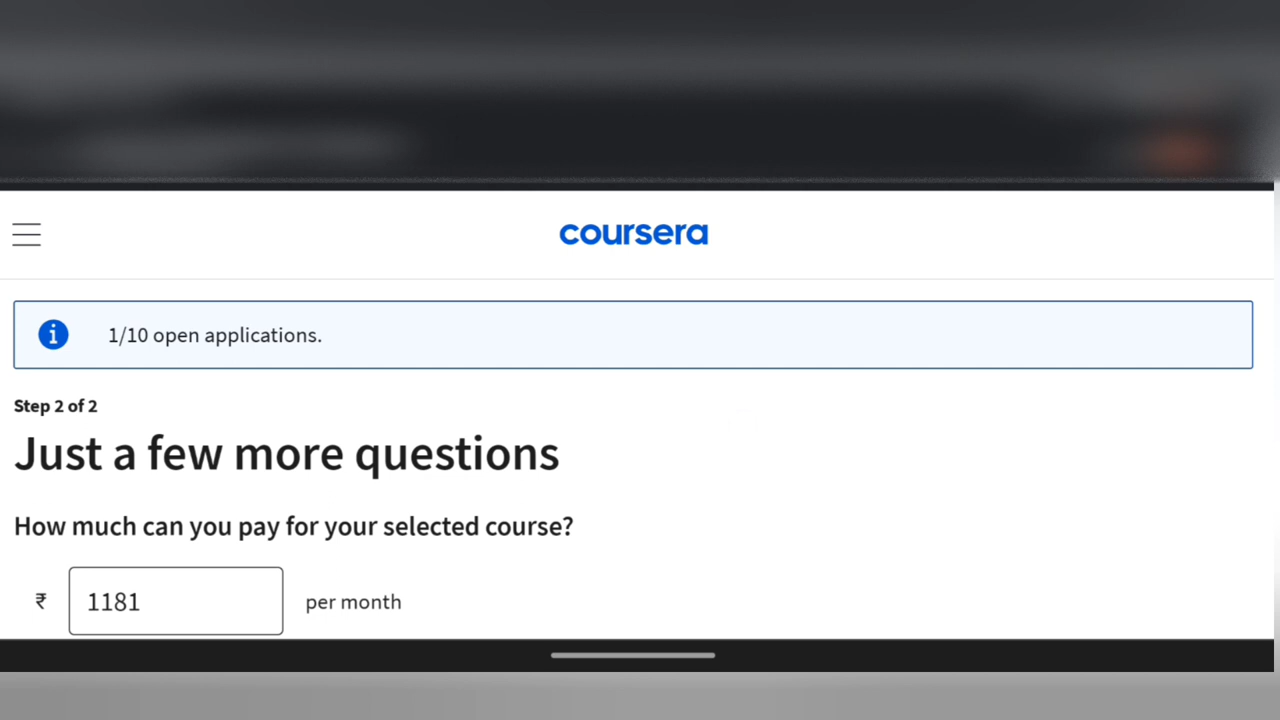 coursera
1/10 open applications.
Step 2 of 2
Just a few more questions
How much can you pay for your selected course?
₹ 1181 per month